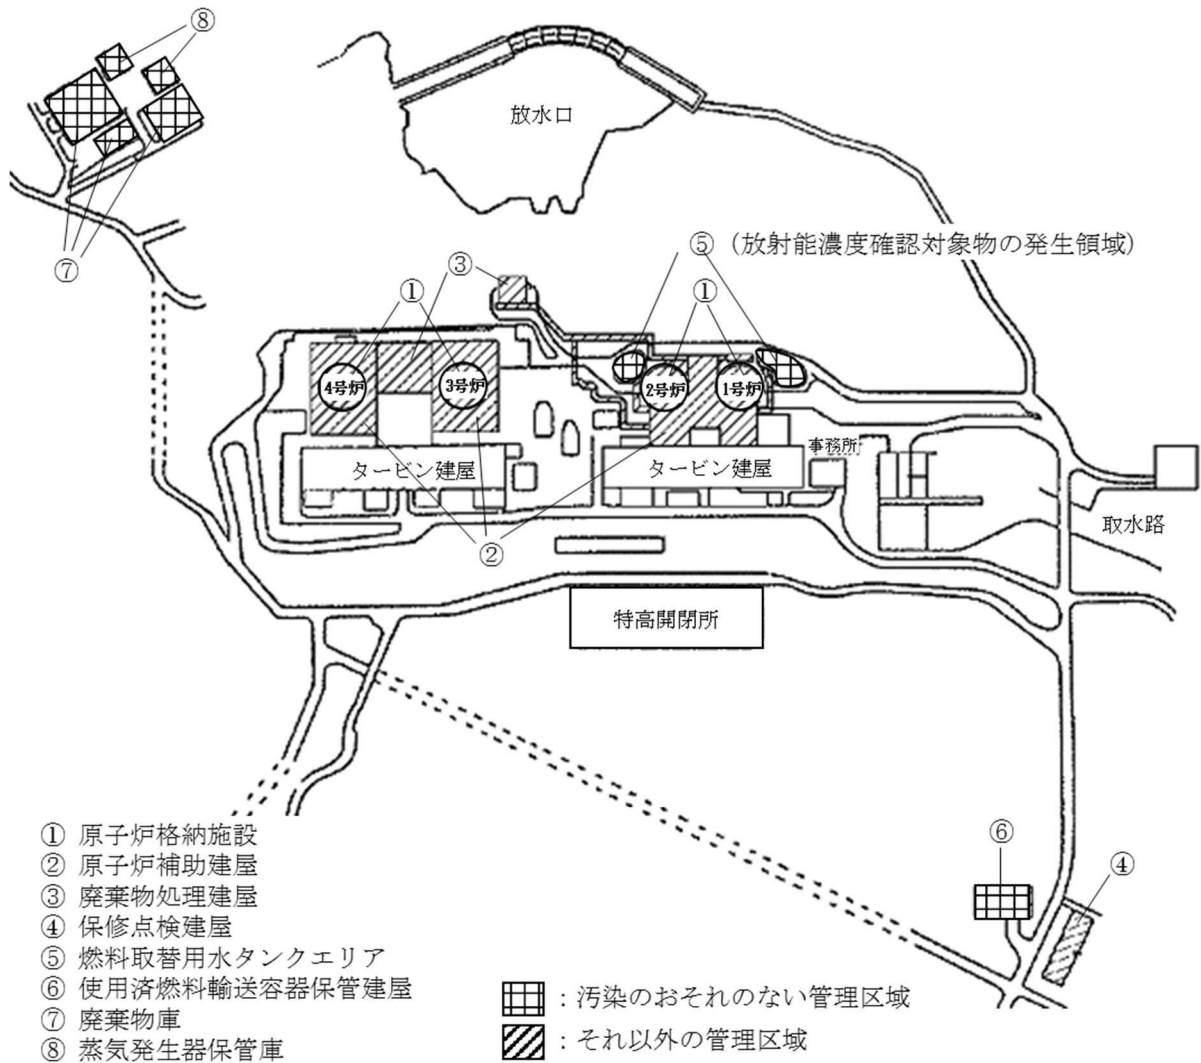 ⑧
放水口
⑤ (放射能濃度確認対象物の発生領域)
⑦
③
①
①
4号炉
3号炉
2号炉
1号炉
事務所
タービン建屋
タービン建屋
取水路
②
特高開閉所
⑥
④
① 原子炉格納施設
② 原子炉補助建屋
③ 廃棄物処理建屋
④ 保修点検建屋
⑤ 燃料取替用水タンクエリア
⑥ 使用済燃料輸送容器保管建屋
⑦ 廃棄物庫
⑧ 蒸気発生器保管庫
：汚染のおそれのない管理区域
：それ以外の管理区域